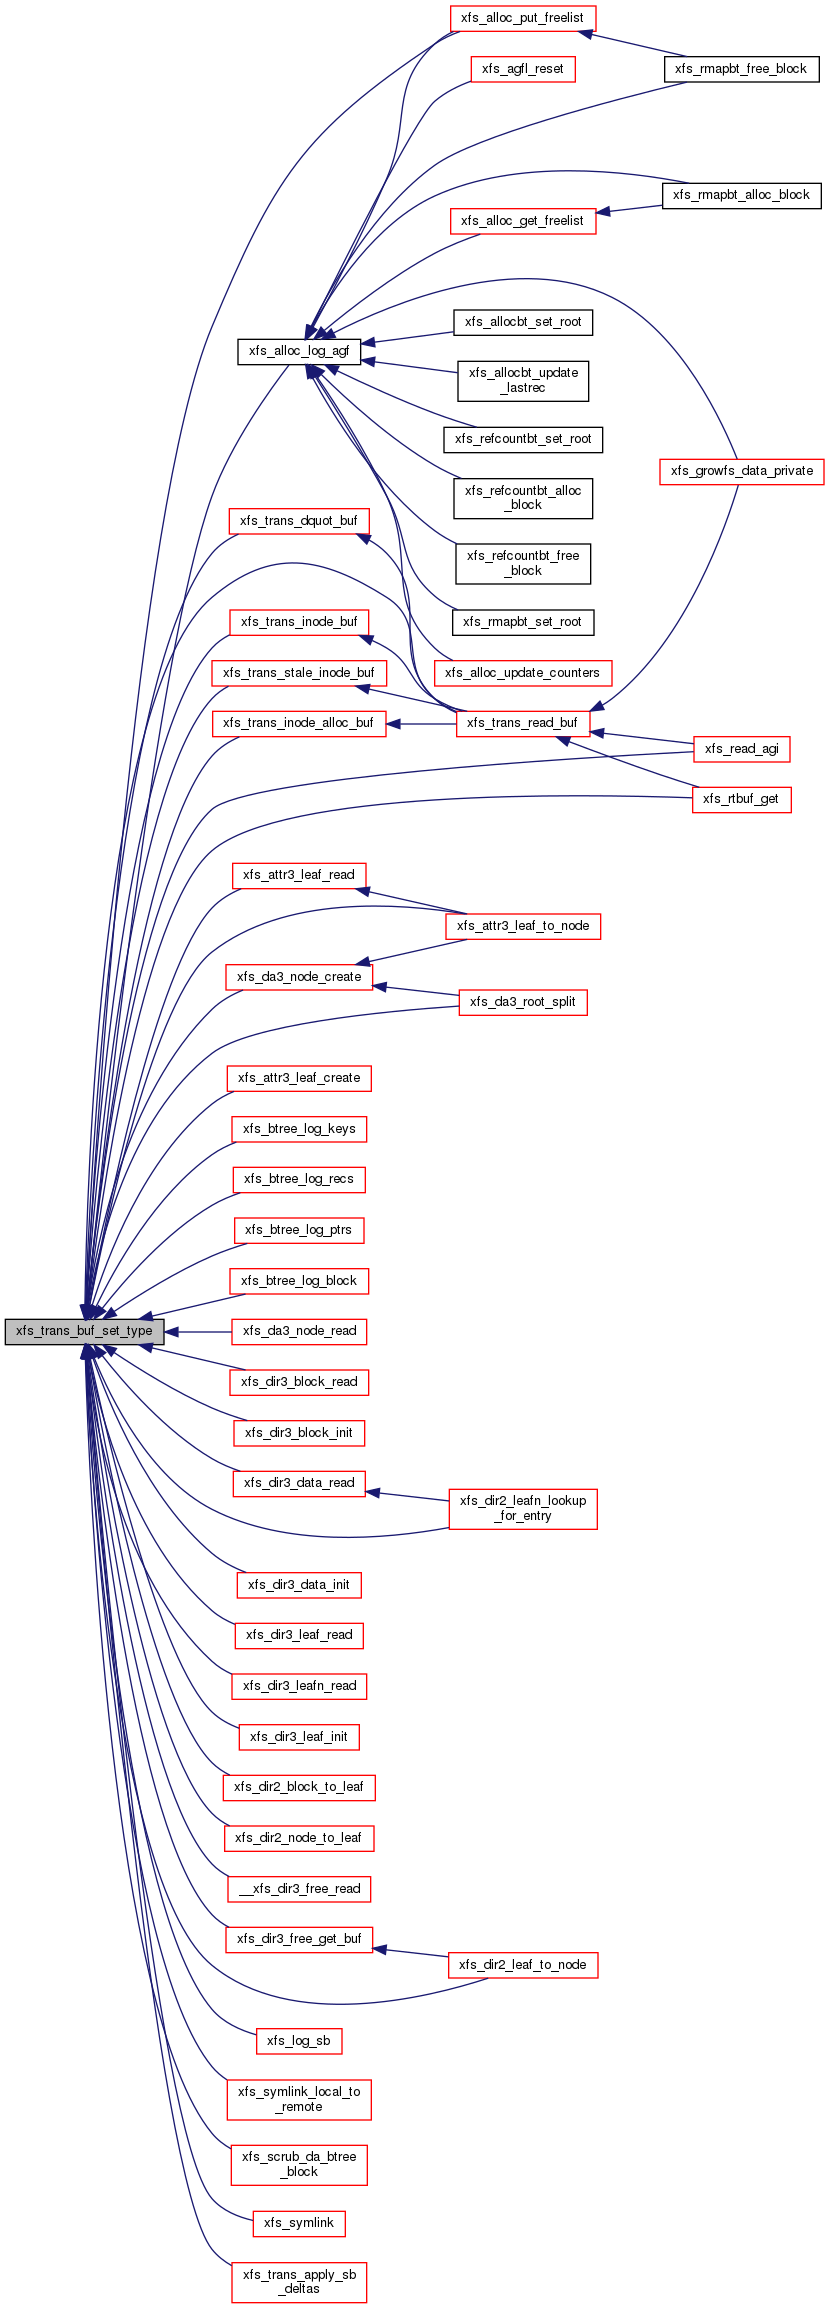 xfs_alloc_put_freelist
xfs_agfl_reset
xfs_rmapbt_free_block
xfs_rmapbt_alloc_block
xfs_alloc_get_freelist
xfs_allocbt_set_root
xfs_alloc_log_agf
xfs_allocbt_update
_lastrec
xfs_refcountbt_set_root
xfs_growfs_data_private
xfs_refcountbt_alloc
_block
xfs_trans_dquot_buf
xfs_refcountbt_free
_block
xfs_trans_inode_buf
xfs_rmapbt_set_root
xfs_trans_stale_inode_buf
xfs_alloc_update_counters
xfs_trans_inode_alloc_buf
xfs_trans_read_buf
xfs_read_agi
xfs_rtbuf_get
xfs_attr3_leaf_read
xfs_attr3_leaf_to_node
xfs_da3_node_create
xfs_da3_root_split
xfs_attr3_leaf_create
xfs_btree_log_keys
xfs_btree_log_recs
xfs_btree_log_ptrs
xfs_btree_log_block
xfs_trans_buf_set_type
xfs_da3_node_read
xfs_dir3_block_read
xfs_dir3_block_init
xfs_dir3_data_read
xfs_dir2_leafn_lookup
_for_entry
xfs_dir3_data_init
xfs_dir3_leaf_read
xfs_dir3_leafn_read
xfs_dir3_leaf_init
xfs_dir2_block_to_leaf
xfs_dir2_node_to_leaf
__xfs_dir3_free_read
xfs_dir3_free_get_buf
xfs_dir2_leaf_to_node
xfs_log_sb
xfs_symlink_local_to
_remote
xfs_scrub_da_btree
_block
xfs_symlink
xfs_trans_apply_sb
_deltas